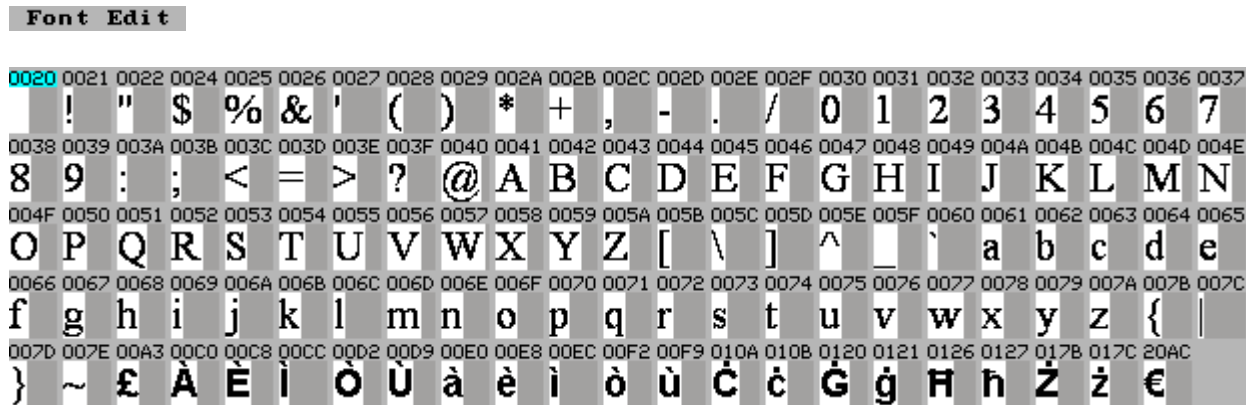 Font Edit
0020 0021 0022 0024 0025 0026 0027 0028 0029 002A 002B 002C 002D 002E 002F 0030 0031 0032 0033 0034 0035 0036 0037
! " $ % & ' ( ) * + , - . / 0 1 2 3 4 5 6 7
0038 0039 003A 003B 003C 003D 003E 003F 0040 0041 0042 0043 0044 0045 0046 0047 0048 0049 004A 004B 004C 004D 004E
8 9 : ; < = > ? @ A B C D E F G H I J K L M N
004F 0050 0051 0052 0053 0054 0055 0056 0057 0058 0059 005A 005B 005C 005D 005E 005F 0060 0061 0062 0063 0064 0065
O P Q R S T U V W X Y Z [ \ ] ^ _ ` a b c d e
0066 0067 0068 0069 006A 006B 006C 006D 006E 006F 0070 0071 0072 0073 0074 0075 0076 0077 0078 0079 007A 007B 007C
f g h i j k l m n o p q r s t u v w x y z { |
007D 007E 00A3 00C0 00C8 00CC 00D2 00D9 00E0 00E8 00EC 00F2 00F9 010A 010B 0120 0121 0126 0127 017B 017C 20AC
} ~ £ À È Ì Ò Ù à è ì ò ù Ċ ċ Ġ ġ Ħ ħ Ż ż €